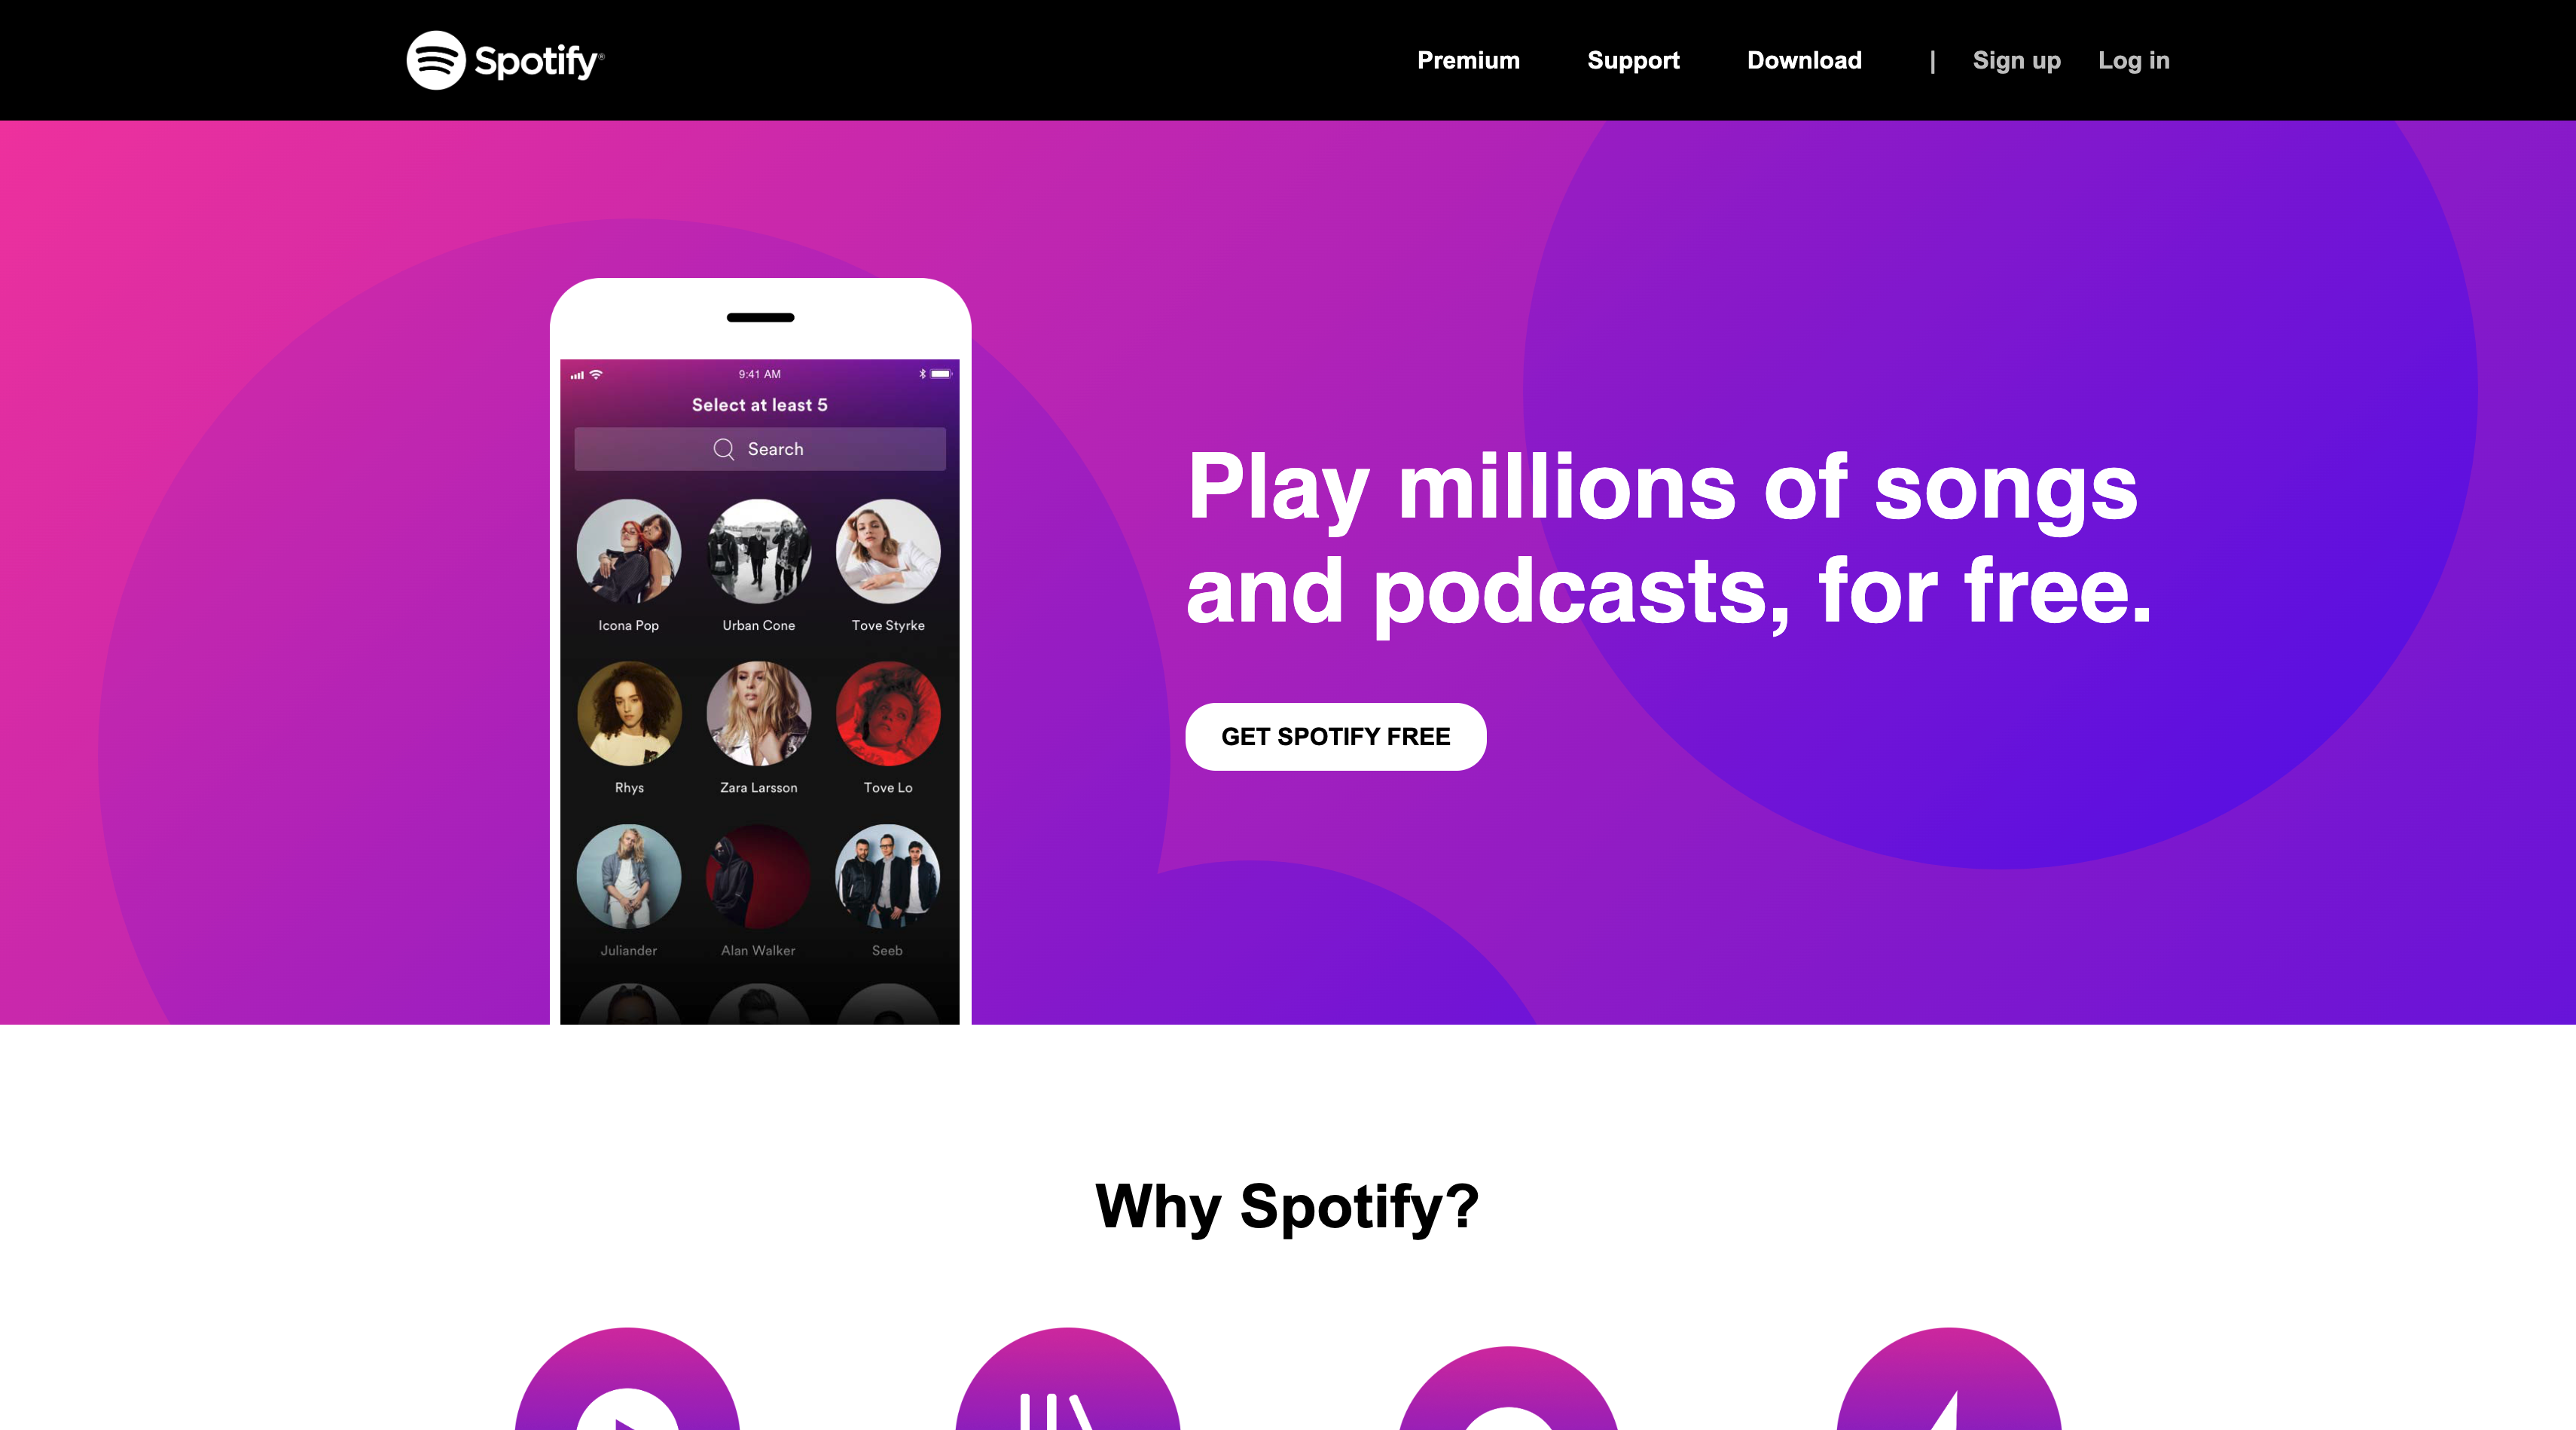 Spotify®
Premium
Support
Download
|
Sign up
Log in
9:41 AM
Select at least 5
Search
Icona Pop
Urban Cone
Tove Styrke
Rhys
Zara Larsson
Tove Lo
Juliander
Alan Walker
Seeb
Play millions of songs
and podcasts, for free.
GET SPOTIFY FREE
Why Spotify?